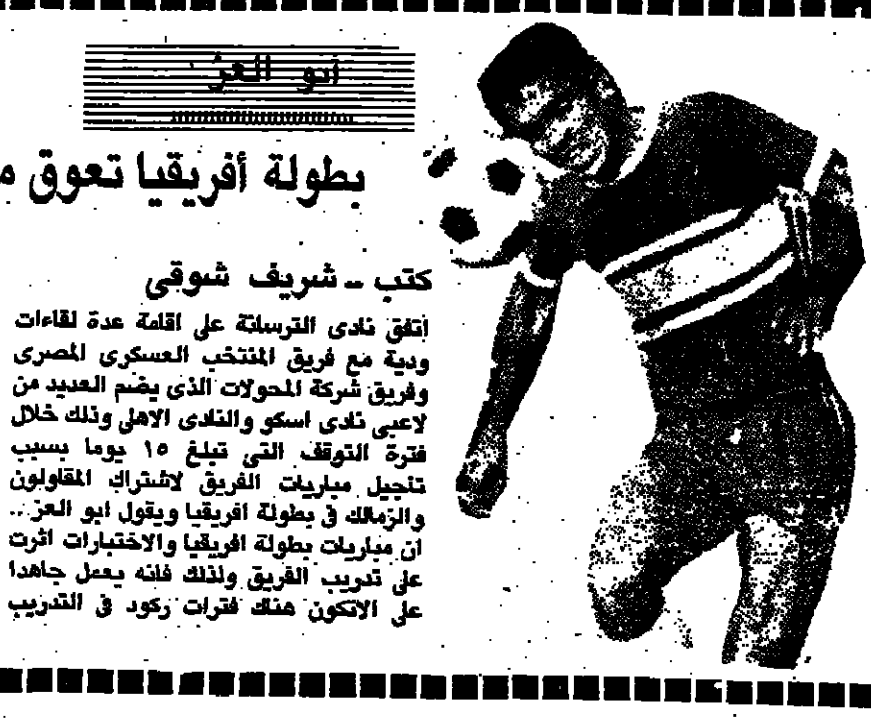 أبو العز
بطولة أفريقيا تعوق
كتب ـ شريف شوقى
اتفق نادى الترسانة على اقامة عدة لقاءات
ودية مع فريق المنتخب العسكرى المصرى
وفريق شركة المحولات الذى يضم العديد من
لاعبى نادى اسكو والنادى الاهلى وذلك خلال
فترة التوقف التى تبلغ ١٥ يوما بسبب
تاجيل مباريات الفريق لاشتراك المقاولون
والزمالك فى بطولة افريقيا ويقول ابو العز ..
ان مباريات بطولة افريقيا والاختبارات اثرت
على تدريب الفريق ولذلك فانه يعمل جاهدا
على الاتكون هناك فترات ركود فى التدريب